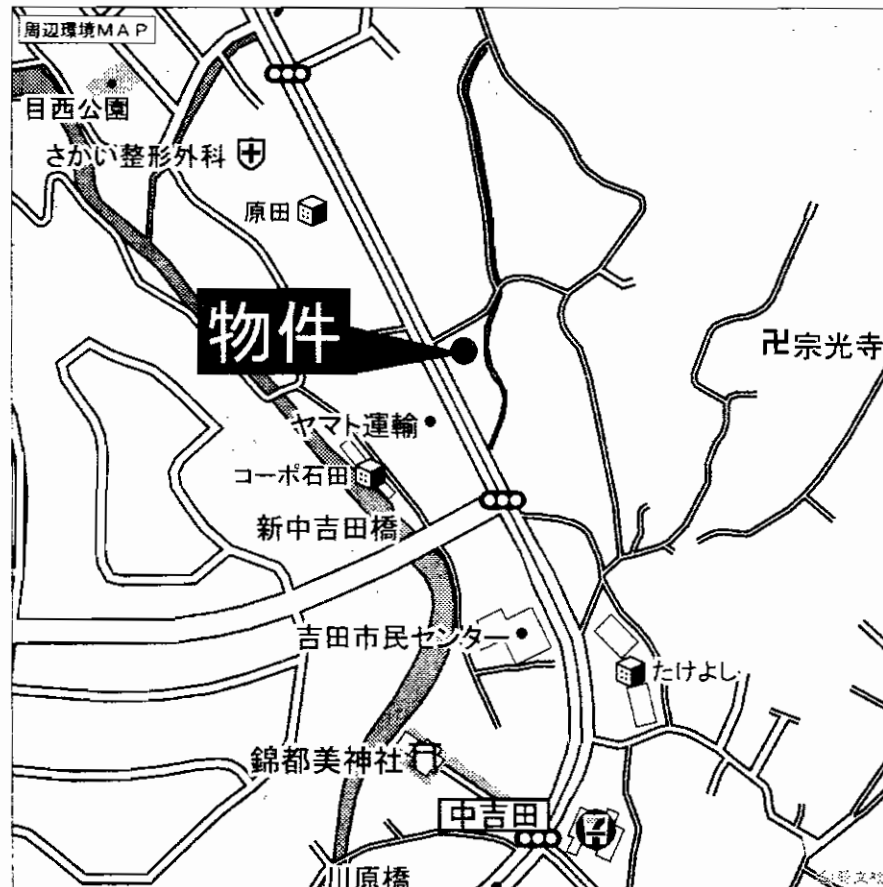 周辺環境MAP
目西公園
さかい整形外科
原田
物件
卍宗光寺
ヤマト運輸
コーポ石田
新中吉田橋
吉田市民センター
たけよし
錦都美神社
中吉田
川原橋